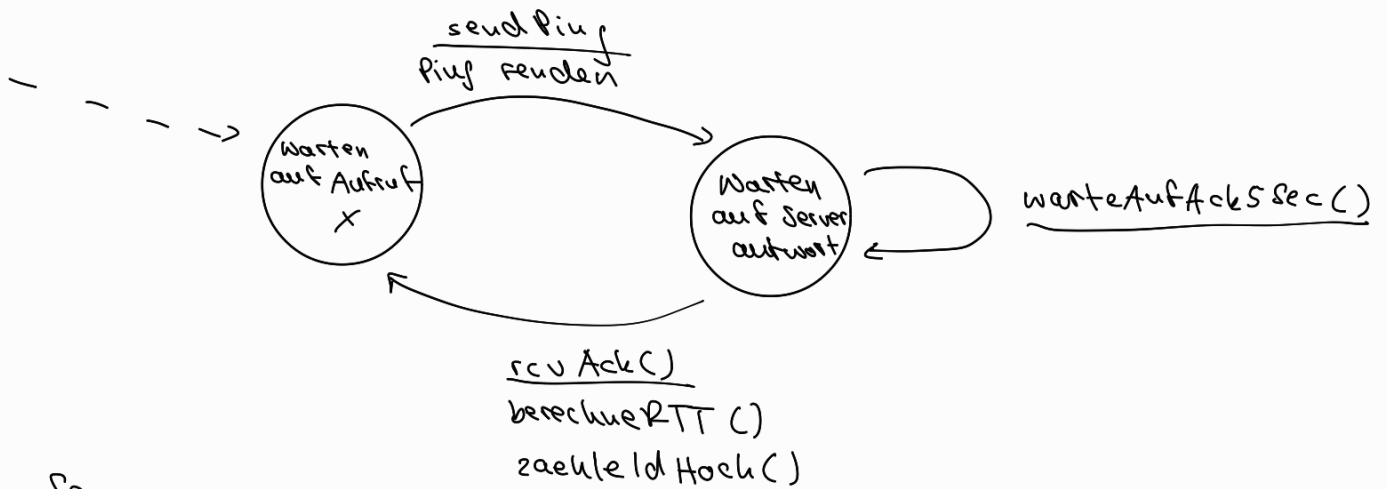 sendPing
Ping senden
Warten
auf Aufruf
X
Warten
auf Server
antwort
warteAufAck5Sec()
rcvAck()
berechneRTT()
zaehleIdHoch()